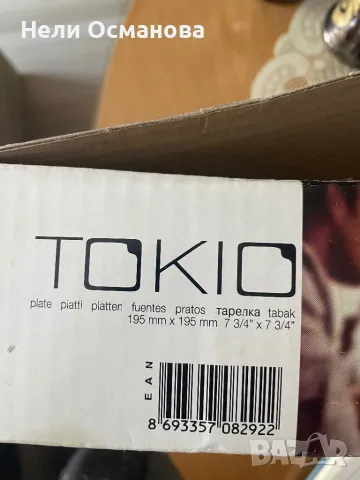 Нели Османова
TOKIO
plate piatti platten fuentes pratos тарелка tabak
195 mm x 195 mm 7 3/4" x 7 3/4"
EAN
8 693357 082922
BAZAR